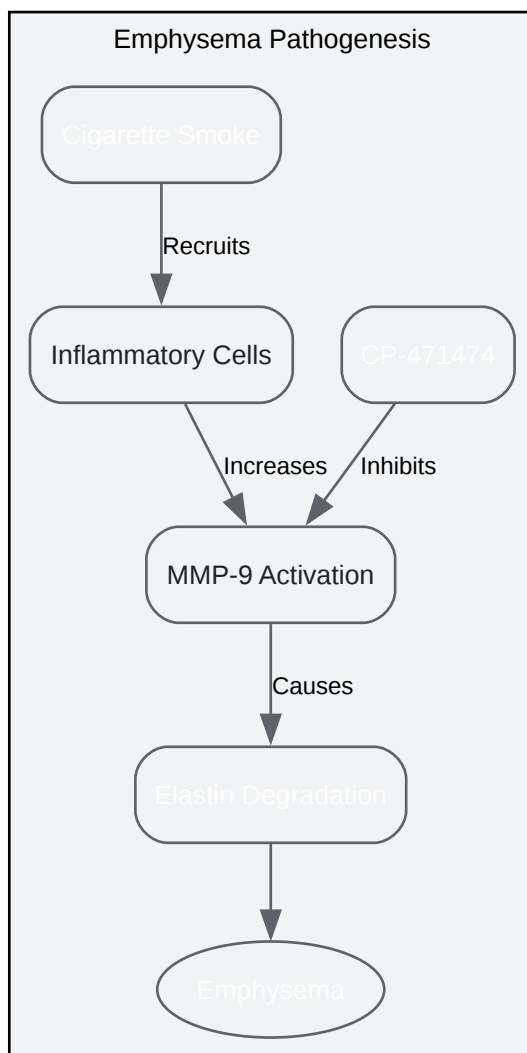 Emphysema Pathogenesis
Cigarette Smoke
Recruits
Inflammatory Cells
CP-471474
Increases
Inhibits
MMP-9 Activation
Causes
Elastin Degradation
Emphysema